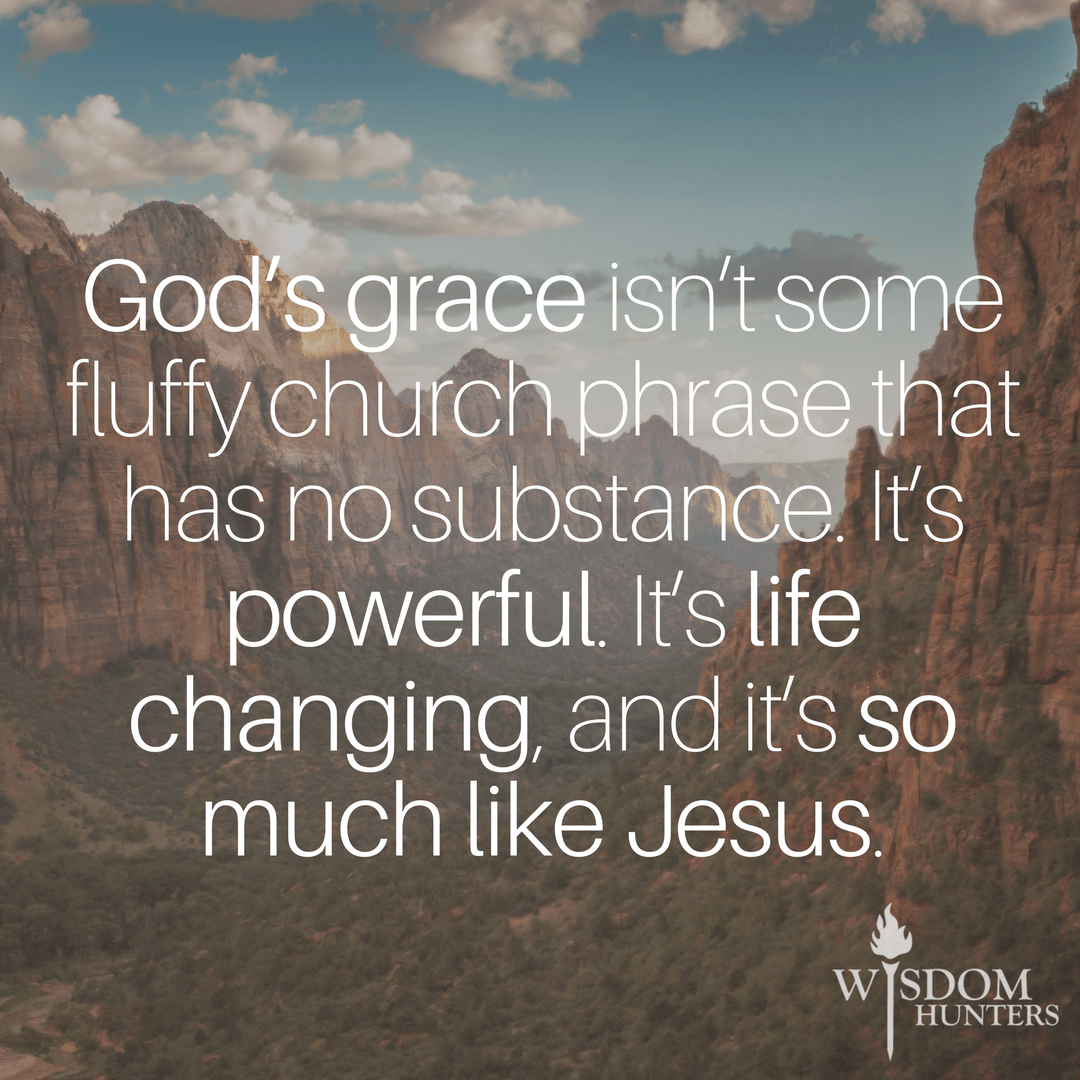 God's grace isn't some
fluffy church phrase that
has no substance. It's
powerful. It's life
changing, and it's so
much like Jesus.
WISDOM
HUNTERS